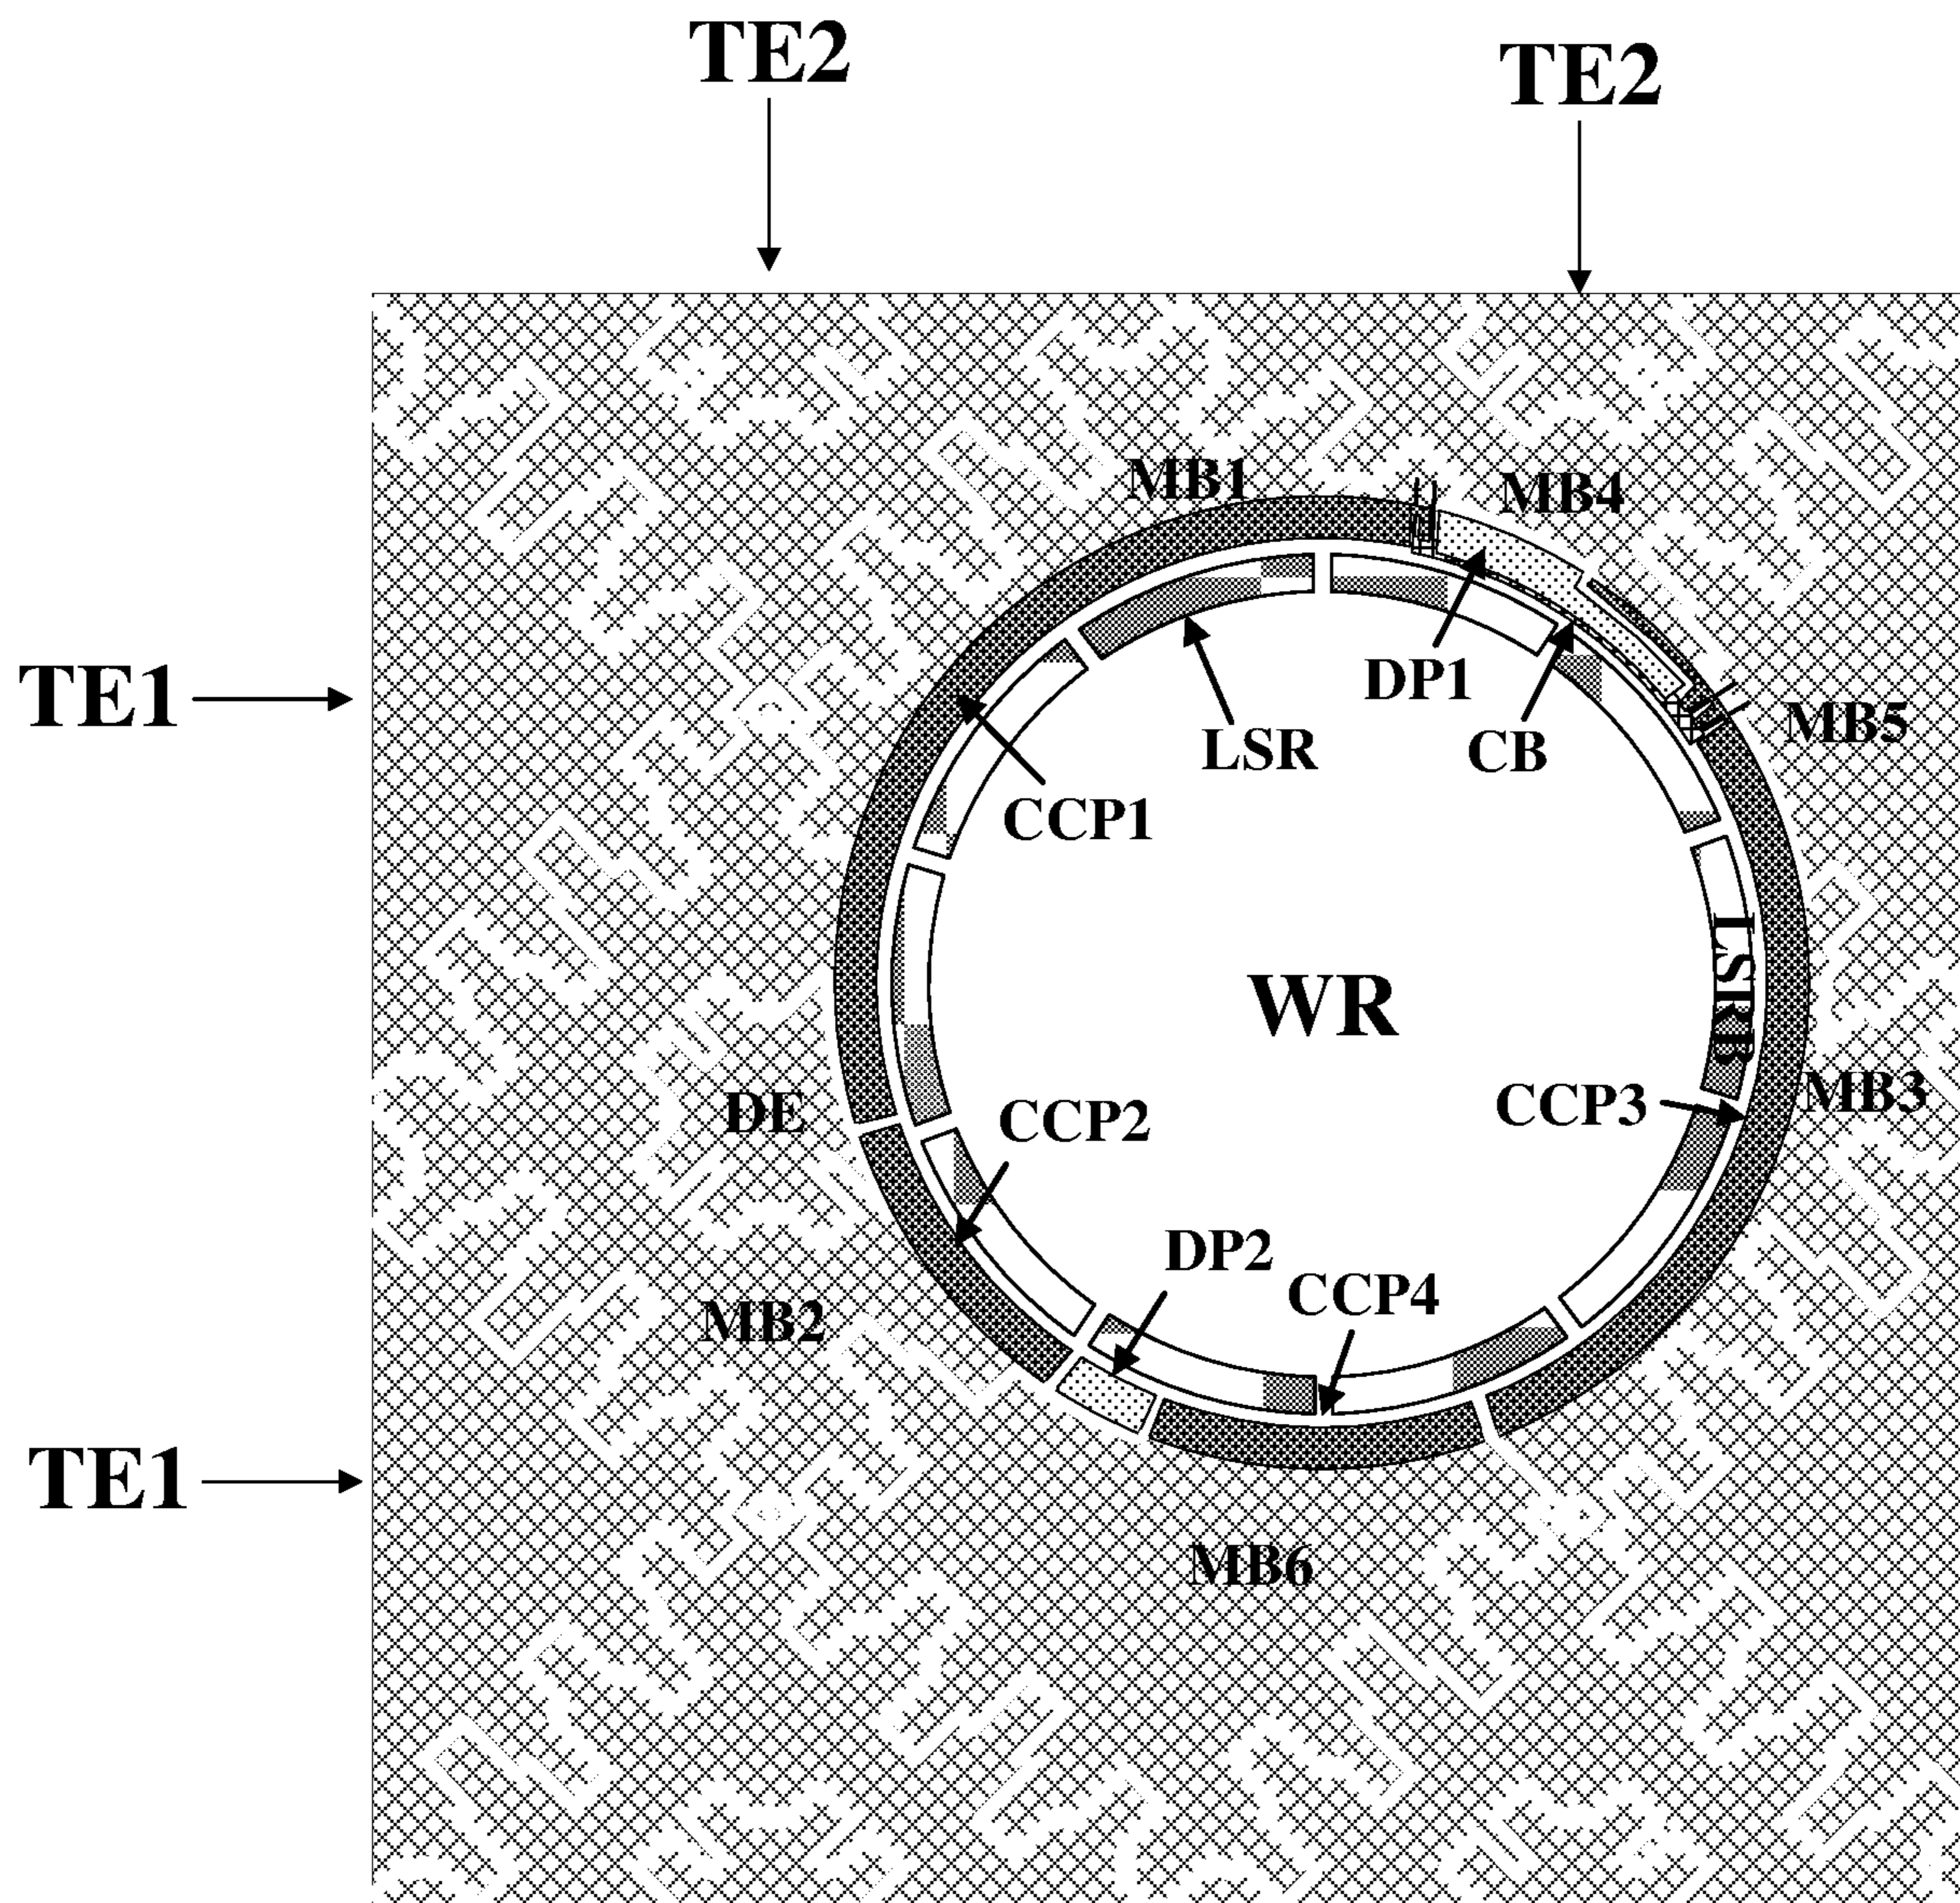 TE2
TE2
MB1
MB4
DP1
TE1
MB5
LSR
CB
CCP1
LSRB
WR
MB3
CCP3
DE
CCP2
DP2
CCP4
MB2
TE1
MB6